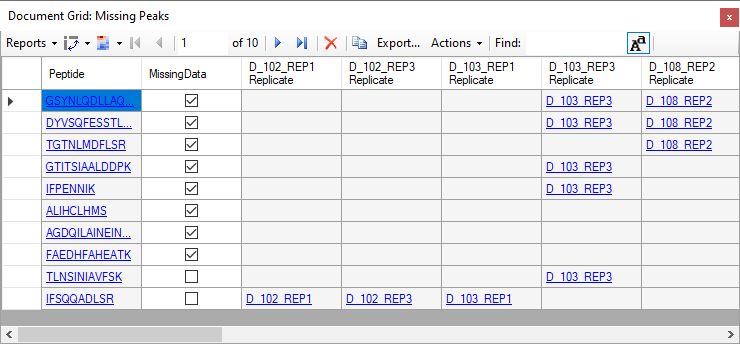 Document Grid: Missing Peaks
Reports 1 of 10 Export... Actions Find: Aa
Peptide MissingData D_102_REP1 Replicate D_102_REP3 Replicate D_103_REP1 Replicate D_103_REP3 Replicate D_108_REP2 Replicate
GSYNLQDLLAQ... D_103_REP3 D_108_REP2
DYVSQFESSTL... D_103_REP3 D_108_REP2
TGTNLMDFLSR D_108_REP2
GTITSIAALDDPK D_103_REP3
IFPENNIK D_103_REP3
ALIHCLHMS
AGDQILAINEIN...
FAEDHFAHEATK
TLNSINIAVFSK D_103_REP3
IFSQQADLSR D_102_REP1 D_102_REP3 D_103_REP1